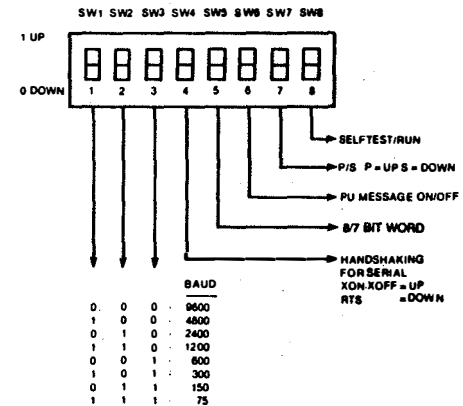 SW1 SW2 SW3 SW4 SW5 SW6 SW7 SW8
1 UP
0 DOWN
1 2 3 4 5 6 7 8
SELFTEST/RUN
P/S P = UP S = DOWN
PU MESSAGE ON/OFF
8/7 BIT WORD
HANDSHAKING
FOR SERIAL
XON-XOFF = UP
RTS = DOWN
BAUD
0 0 0 9600
1 0 0 4800
0 1 0 2400
1 1 0 1200
0 0 1 600
1 0 1 300
0 1 1 150
1 1 1 75